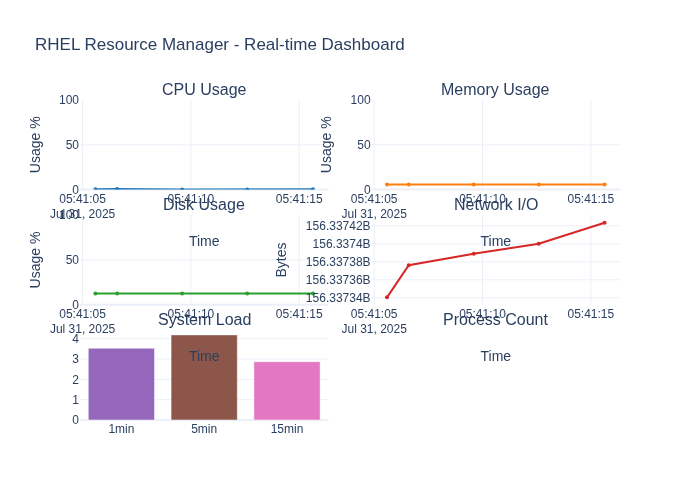 RHEL Resource Manager - Real-time Dashboard
CPU Usage
Memory Usage
100
50
0
Usage %
05:41:05
Jul 31, 2025
05:41:10
05:41:15
Time
100
50
0
Usage %
05:41:05
Jul 31, 2025
05:41:10
05:41:15
Time
Disk Usage
Network I/O
100
50
0
Usage %
05:41:05
Jul 31, 2025
05:41:10
05:41:15
Time
156.33742B
156.3374B
156.33738B
156.33736B
156.33734B
Bytes
05:41:05
Jul 31, 2025
05:41:10
05:41:15
Time
System Load
Process Count
4
3
2
1
0
1min
5min
15min